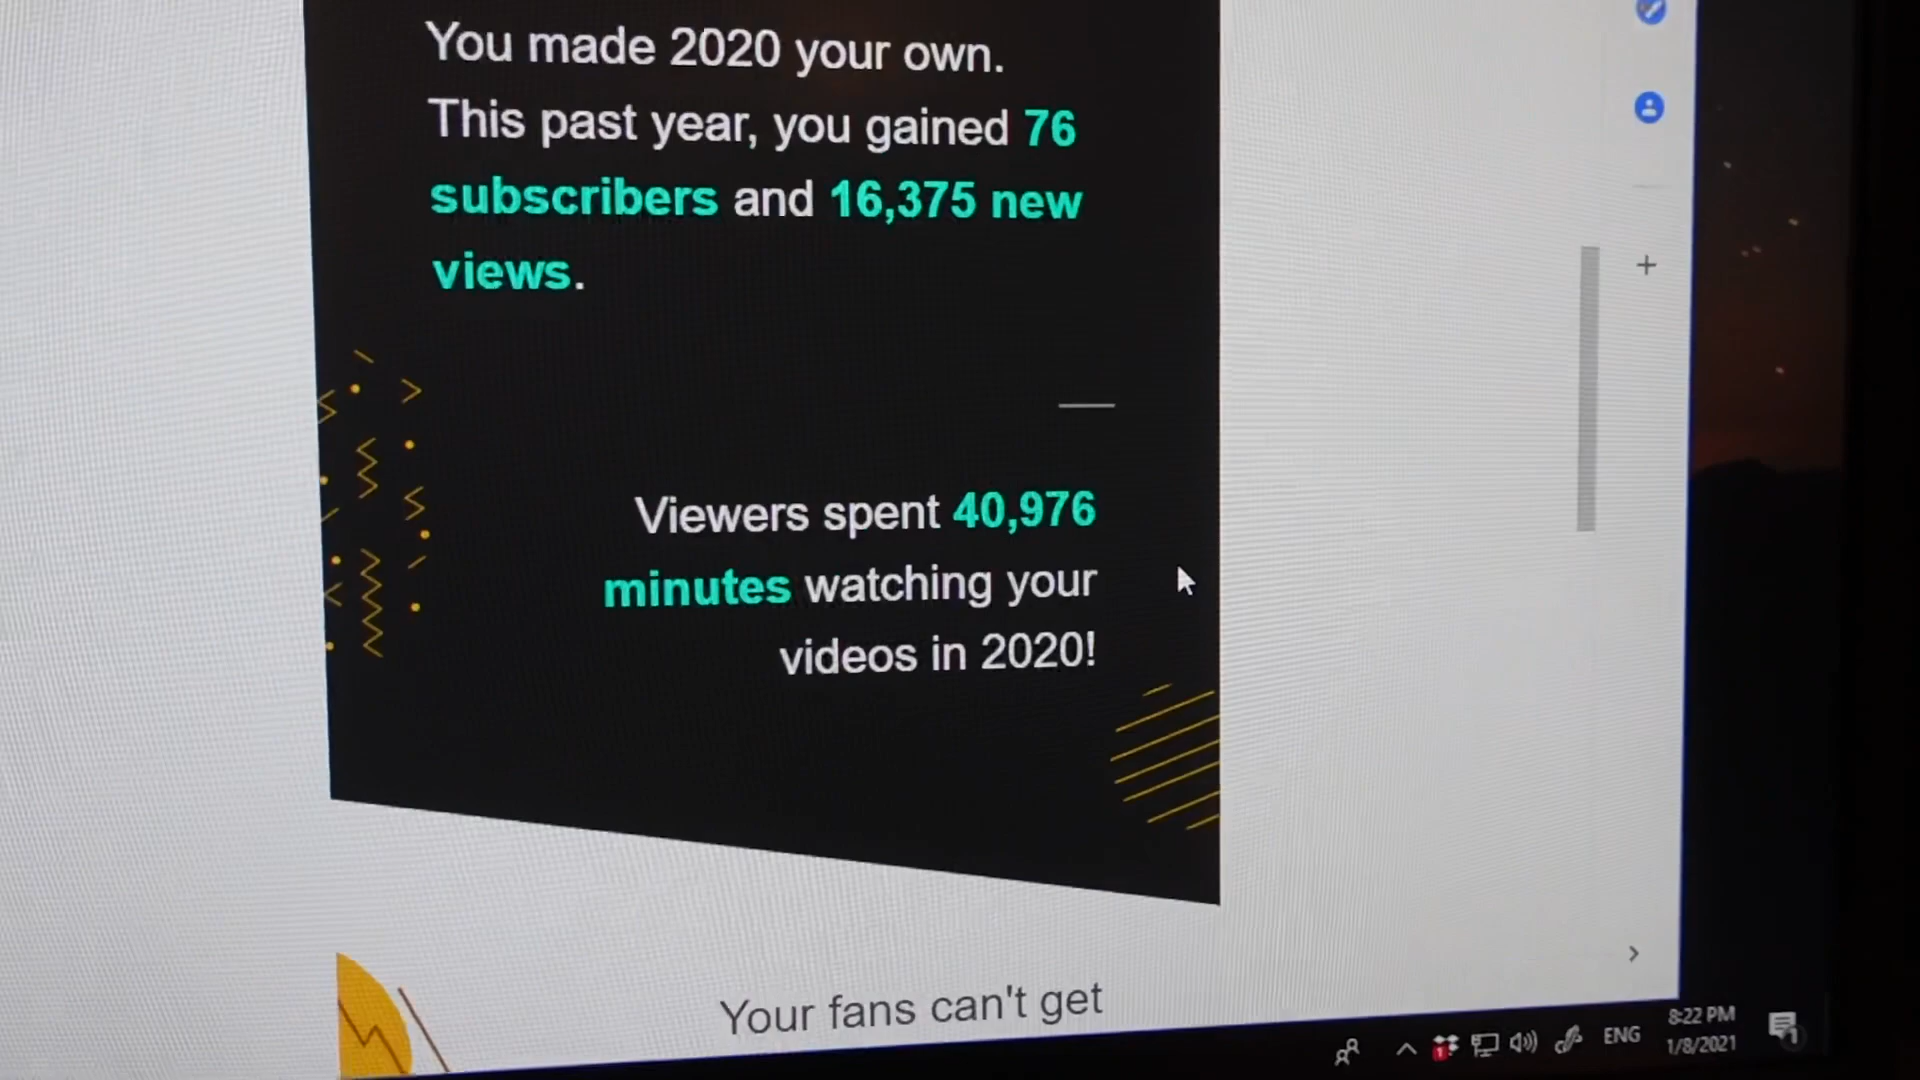 You made 2020 your own.
This past year, you gained 76
subscribers and 16,375 new
views.
Viewers spent 40,976
minutes watching your
videos in 2020!
Your fans can't get
ENG
8:22 PM
1/8/2021
1
1